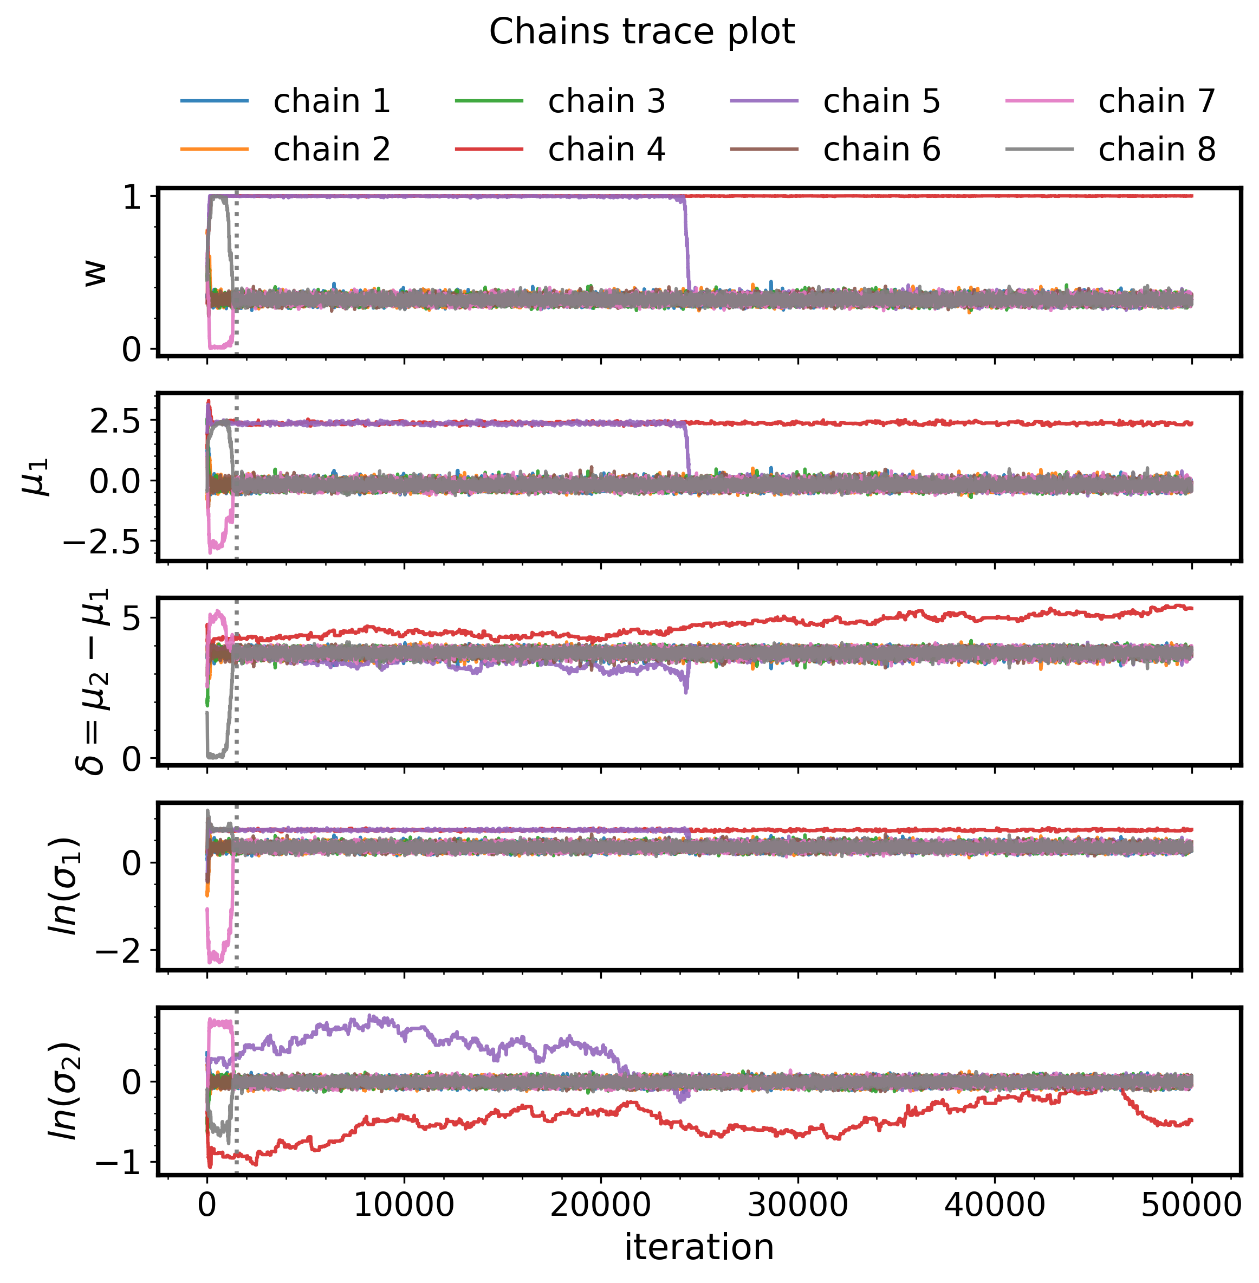 Chains trace plot
chain 1 chain 3 chain 5 chain 7
chain 2 chain 4 chain 6 chain 8
1
w
0
2.5
μ₁
0.0
−2.5
5
δ = μ₂ − μ₁
0
0
ln(σ₁)
−2
0
ln(σ₂)
−1
0 10000 20000 30000 40000 50000
iteration